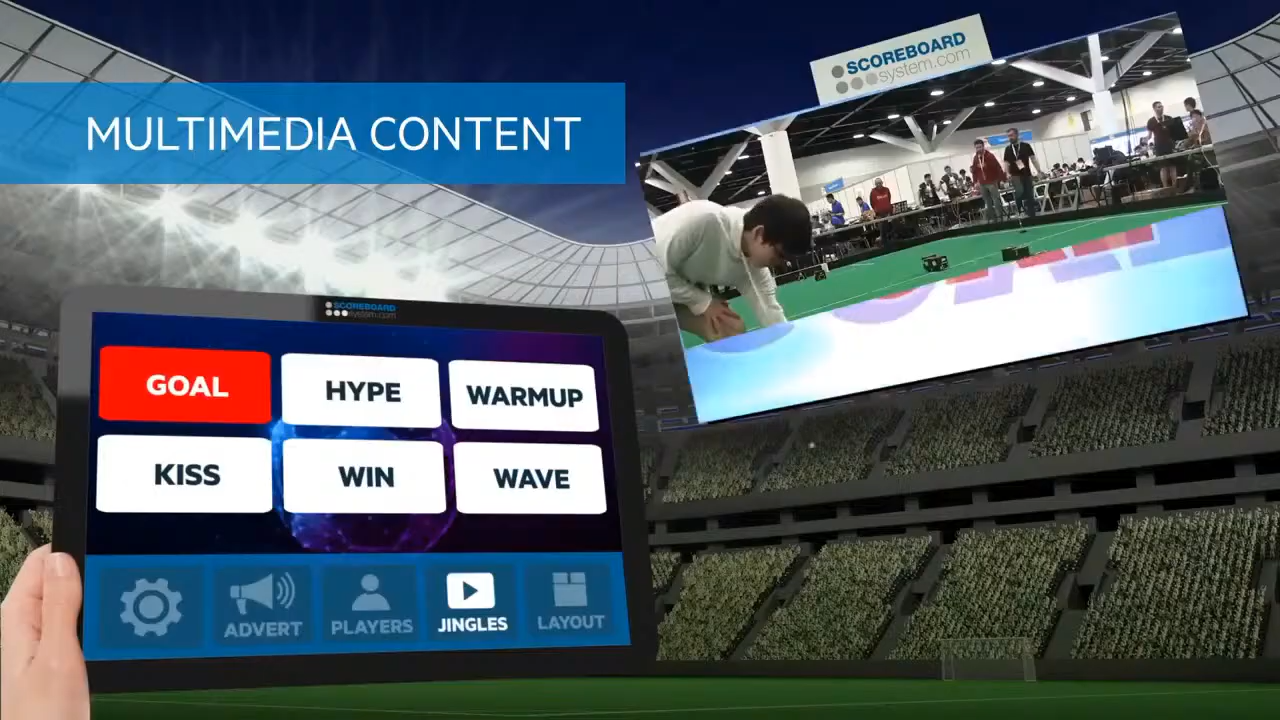 SCOREBOARD
system.com
MULTIMEDIA CONTENT
SCOREBOARD
system.com
GOAL
HYPE
WARMUP
KISS
WIN
WAVE
ADVERT
PLAYERS
JINGLES
LAYOUT